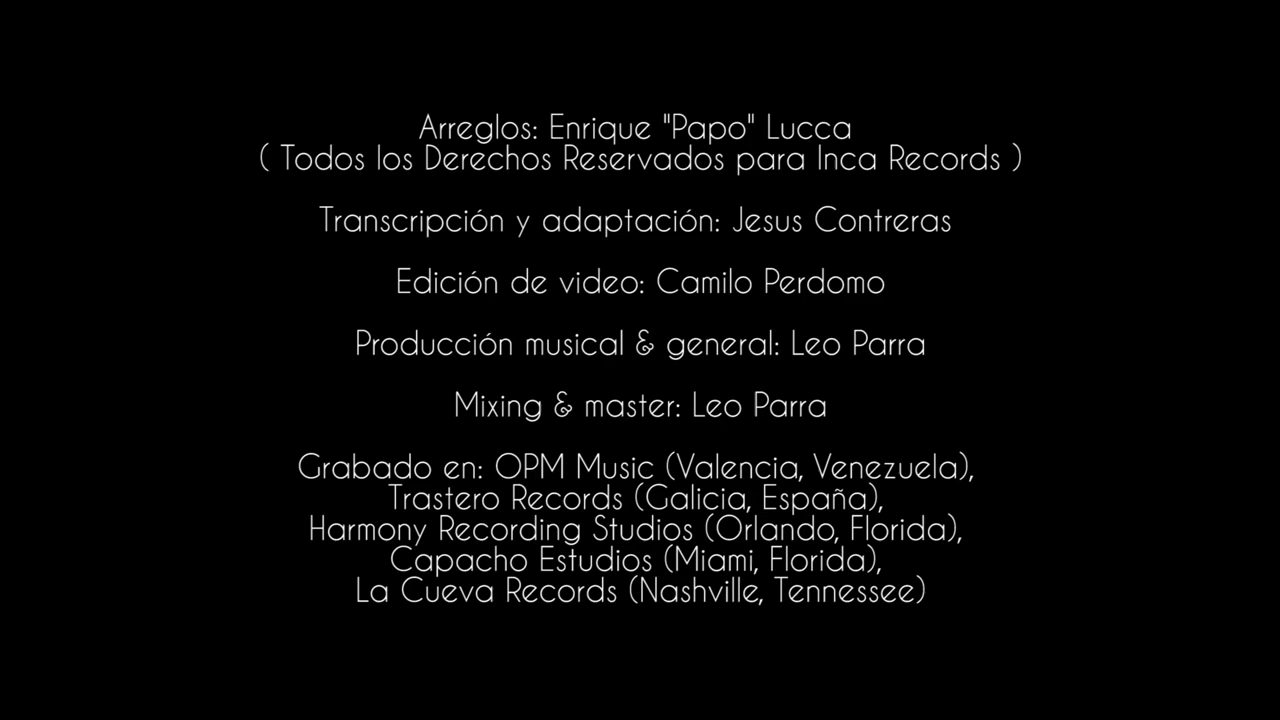 Arreglos: Enrique "Papo" Lucca
( Todos los Derechos Reservados para Inca Records )
Transcripción y adaptación: Jesus Contreras
Edición de video: Camilo Perdomo
Producción musical & general: Leo Parra
Mixing & master: Leo Parra
Grabado en: OPM Music (Valencia, Venezuela),
Trastero Records (Galicia, España),
Harmony Recording Studios (Orlando, Florida),
Capacho Estudios (Miami, Florida),
La Cueva Records (Nashville, Tennessee)